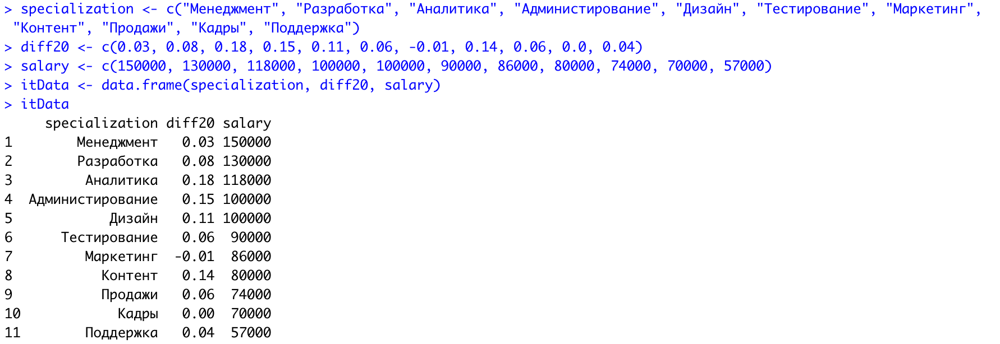 > specialization <- c("Менеджмент", "Разработка", "Аналитика", "Администирование", "Дизайн", "Тестирование", "Маркетинг",
"Контент", "Продажи", "Кадры", "Поддержка")
> diff20 <- c(0.03, 0.08, 0.18, 0.15, 0.11, 0.06, -0.01, 0.14, 0.06, 0.0, 0.04)
> salary <- c(150000, 130000, 118000, 100000, 100000, 90000, 86000, 80000, 74000, 70000, 57000)
> itData <- data.frame(specialization, diff20, salary)
> itData
specialization diff20 salary
1 Менеджмент 0.03 150000
2 Разработка 0.08 130000
3 Аналитика 0.18 118000
4 Администирование 0.15 100000
5 Дизайн 0.11 100000
6 Тестирование 0.06 90000
7 Маркетинг -0.01 86000
8 Контент 0.14 80000
9 Продажи 0.06 74000
10 Кадры 0.00 70000
11 Поддержка 0.04 57000